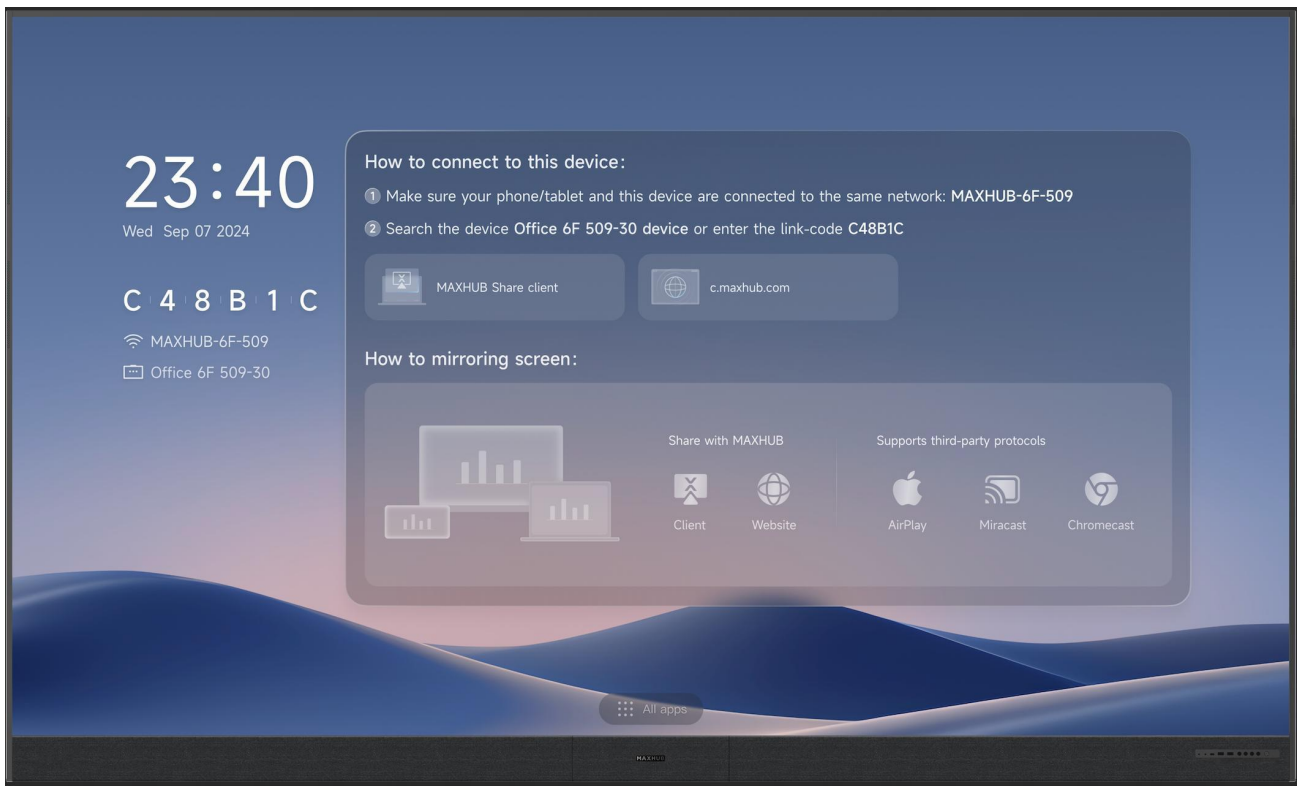 23:40
Wed Sep 07 2024
C 4 8 B 1 C
MAXHUB-6F-509
Office 6F 509-30
How to connect to this device:
1 Make sure your phone/tablet and this device are connected to the same network: MAXHUB-6F-509
2 Search the device Office 6F 509-30 device or enter the link-code C48B1C
MAXHUB Share client
c.maxhub.com
How to mirroring screen:
Share with MAXHUB
Supports third-party protocols
Client
Website
AirPlay
Miracast
Chromecast
All apps
MAXHUB